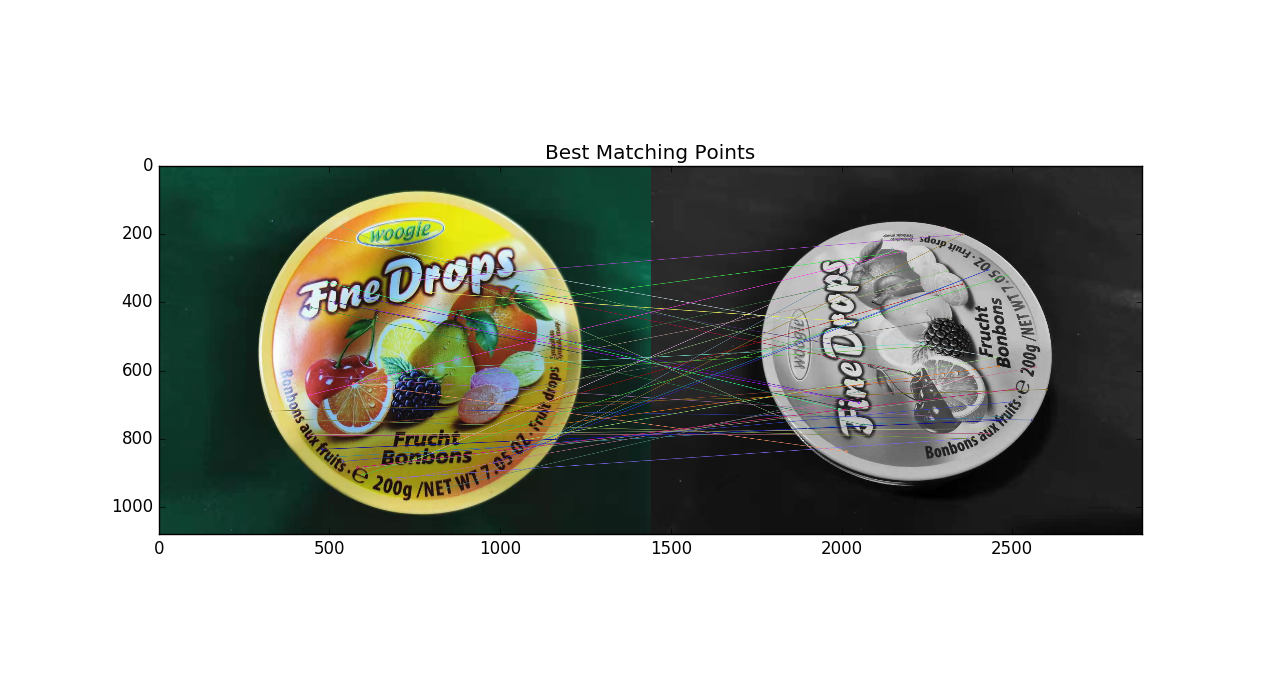 Best Matching Points
0
200
400
600
800
1000
0
500
1000
1500
2000
2500
woogie
Fine Drops
Frucht
Bonbons
Bonbons aux fruits · ℮ 200g /NET WT 7.05 OZ · Fruit drops
woogie
Fine Drops
Frucht
Bonbons
Bonbons aux fruits · ℮ 200g /NET WT 7.05 OZ · Fruit drops